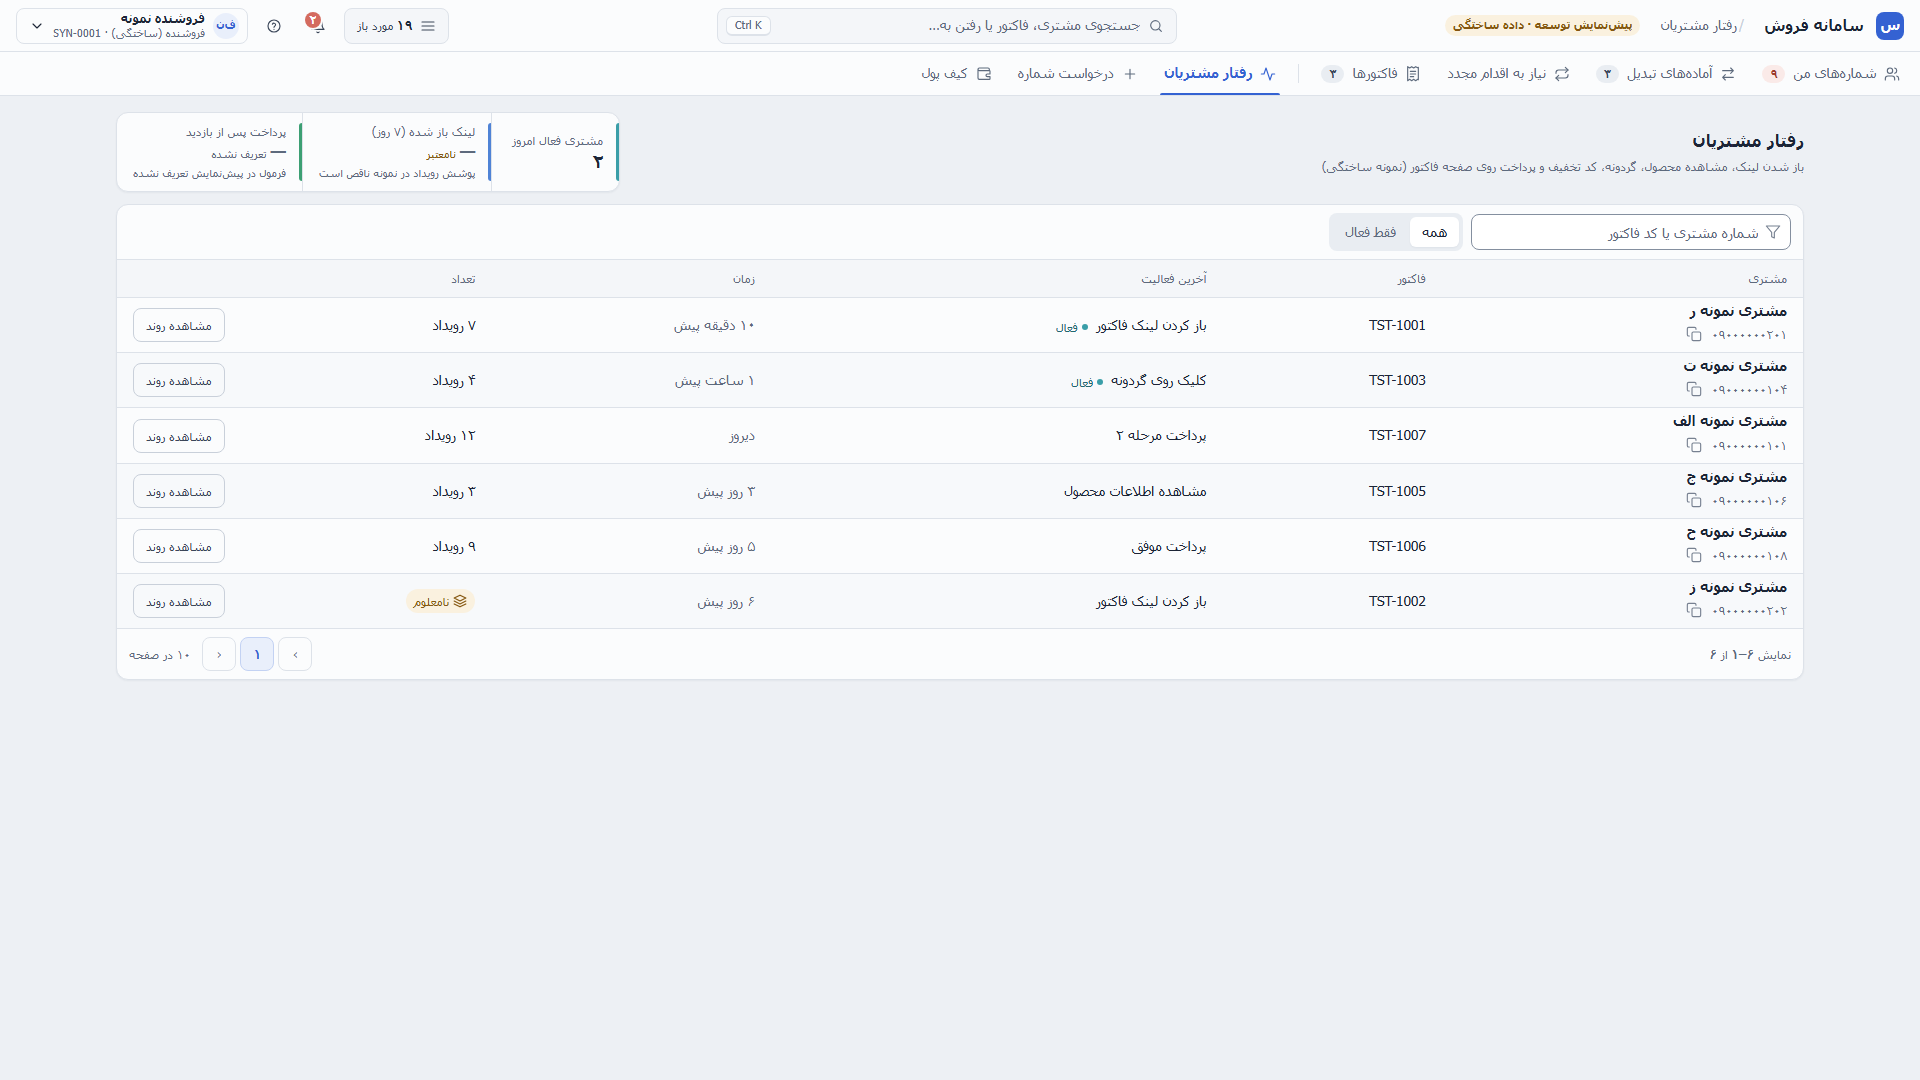 س سامانه فروش / رفتار مشتریان پیش‌نمایش توسعه · داده ساختگی
جستجوی مشتری، فاکتور یا رفتن به... Ctrl K
۱۹ مورد باز
۲
ف‌ن فروشنده نمونه
فروشنده (ساختگی) · SYN-0001
شماره‌های من ۹
آماده‌های تبدیل ۳
نیاز به اقدام مجدد
فاکتورها ۳
رفتار مشتریان
درخواست شماره
کیف پول
رفتار مشتریان
باز شدن لینک، مشاهده محصول، گردونه، کد تخفیف و پرداخت روی صفحه فاکتور (نمونه ساختگی)
مشتری فعال امروز
۲
لینک باز شده (۷ روز)
— نامعتبر
پوشش رویداد در نمونه ناقص است
پرداخت پس از بازدید
— تعریف نشده
فرمول در پیش‌نمایش تعریف نشده
شماره مشتری یا کد فاکتور
همه فقط فعال
مشتری فاکتور آخرین فعالیت زمان تعداد
مشتری نمونه ر
۰۹۰۰۰۰۰۰۲۰۱
TST-1001 باز کردن لینک فاکتور فعال ۱۰ دقیقه پیش ۷ رویداد مشاهده روند
مشتری نمونه ت
۰۹۰۰۰۰۰۰۱۰۴
TST-1003 کلیک روی گردونه فعال ۱ ساعت پیش ۴ رویداد مشاهده روند
مشتری نمونه الف
۰۹۰۰۰۰۰۰۱۰۱
TST-1007 پرداخت مرحله ۲ دیروز ۱۲ رویداد مشاهده روند
مشتری نمونه ج
۰۹۰۰۰۰۰۰۱۰۶
TST-1005 مشاهده اطلاعات محصول ۳ روز پیش ۳ رویداد مشاهده روند
مشتری نمونه ح
۰۹۰۰۰۰۰۰۱۰۸
TST-1006 پرداخت موفق ۵ روز پیش ۹ رویداد مشاهده روند
مشتری نمونه ز
۰۹۰۰۰۰۰۰۲۰۲
TST-1002 باز کردن لینک فاکتور ۶ روز پیش نامعلوم مشاهده روند
نمایش ۱–۶ از ۶
› ۱ ‹ ۱۰ در صفحه